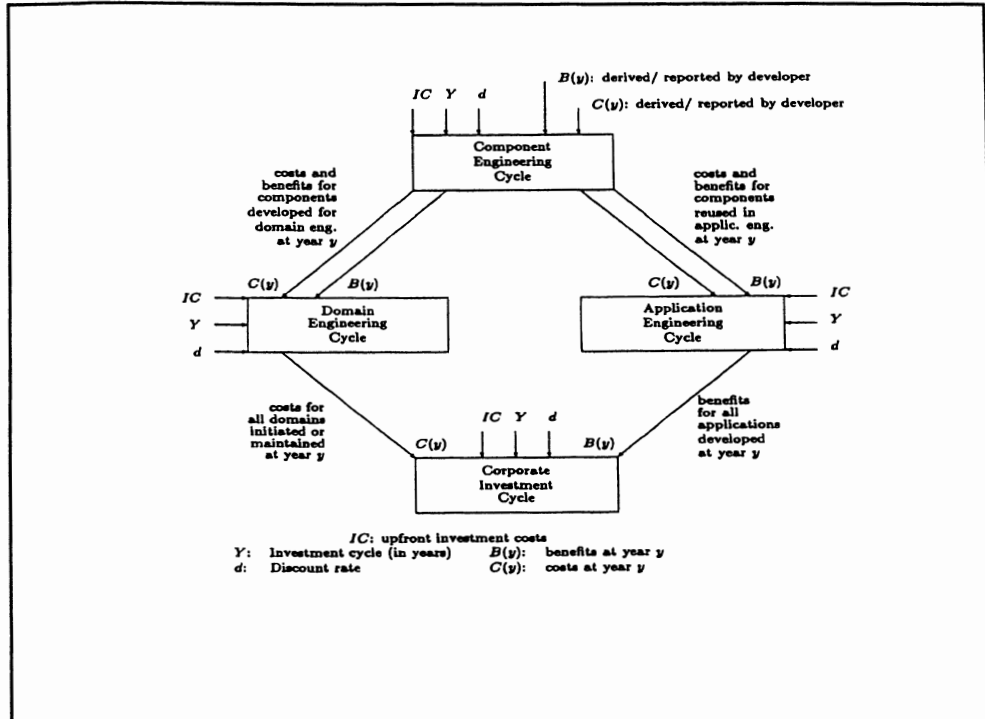 B(y): derived/ reported by developer
IC Y d
C(y): derived/ reported by developer
Component
Engineering
Cycle
costs and
benefits for
components
developed for
domain eng.
at year y
costs and
benefits for
components
reused in
applic. eng.
at year y
C(y) B(y)
C(y) B(y)
IC
Y
d
Domain
Engineering
Cycle
Application
Engineering
Cycle
IC
Y
d
costs for
all domains
initiated or
maintained
at year y
benefits
for all
applications
developed
at year y
C(y) IC Y d B(y)
Corporate
Investment
Cycle
IC: upfront investment costs
Y: Investment cycle (in years) B(y): benefits at year y
d: Discount rate C(y): costs at year y